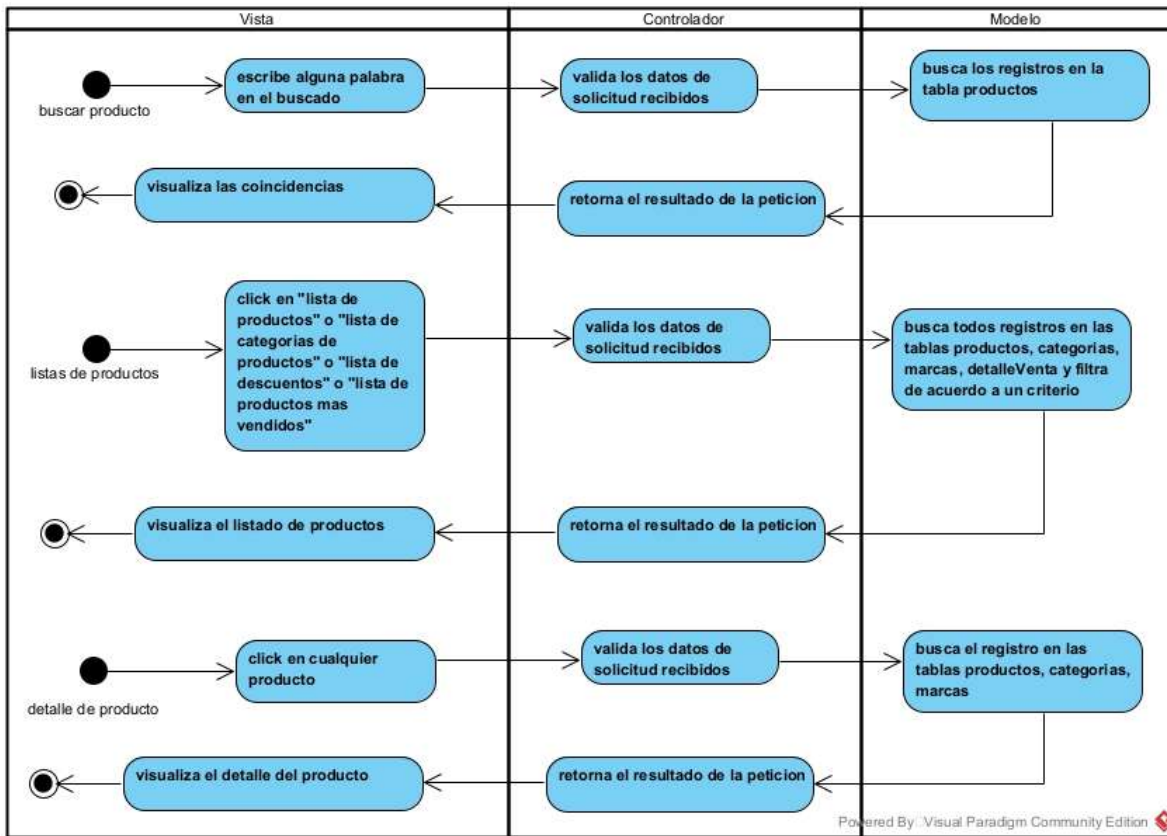 Vista
Controlador
Modelo
escribe alguna palabra
en el buscado
valida los datos de
solicitud recibidos
busca los registros en la
tabla productos
buscar producto
visualiza las coincidencias
retorna el resultado de la peticion
click en "lista de
productos" o "lista de
categorias de
productos" o "lista de
descuentos" o "lista de
productos mas
vendidos"
valida los datos de
solicitud recibidos
busca todos registros en las
tablas productos, categorias,
marcas, detalleVenta y filtra
de acuerdo a un criterio
listas de productos
visualiza el listado de productos
retorna el resultado de la peticion
click en cualquier
producto
valida los datos de
solicitud recibidos
busca el registro en las
tablas productos, categorias,
marcas
detalle de producto
visualiza el detalle del producto
retorna el resultado de la peticion
Powered By Visual Paradigm Community Edition